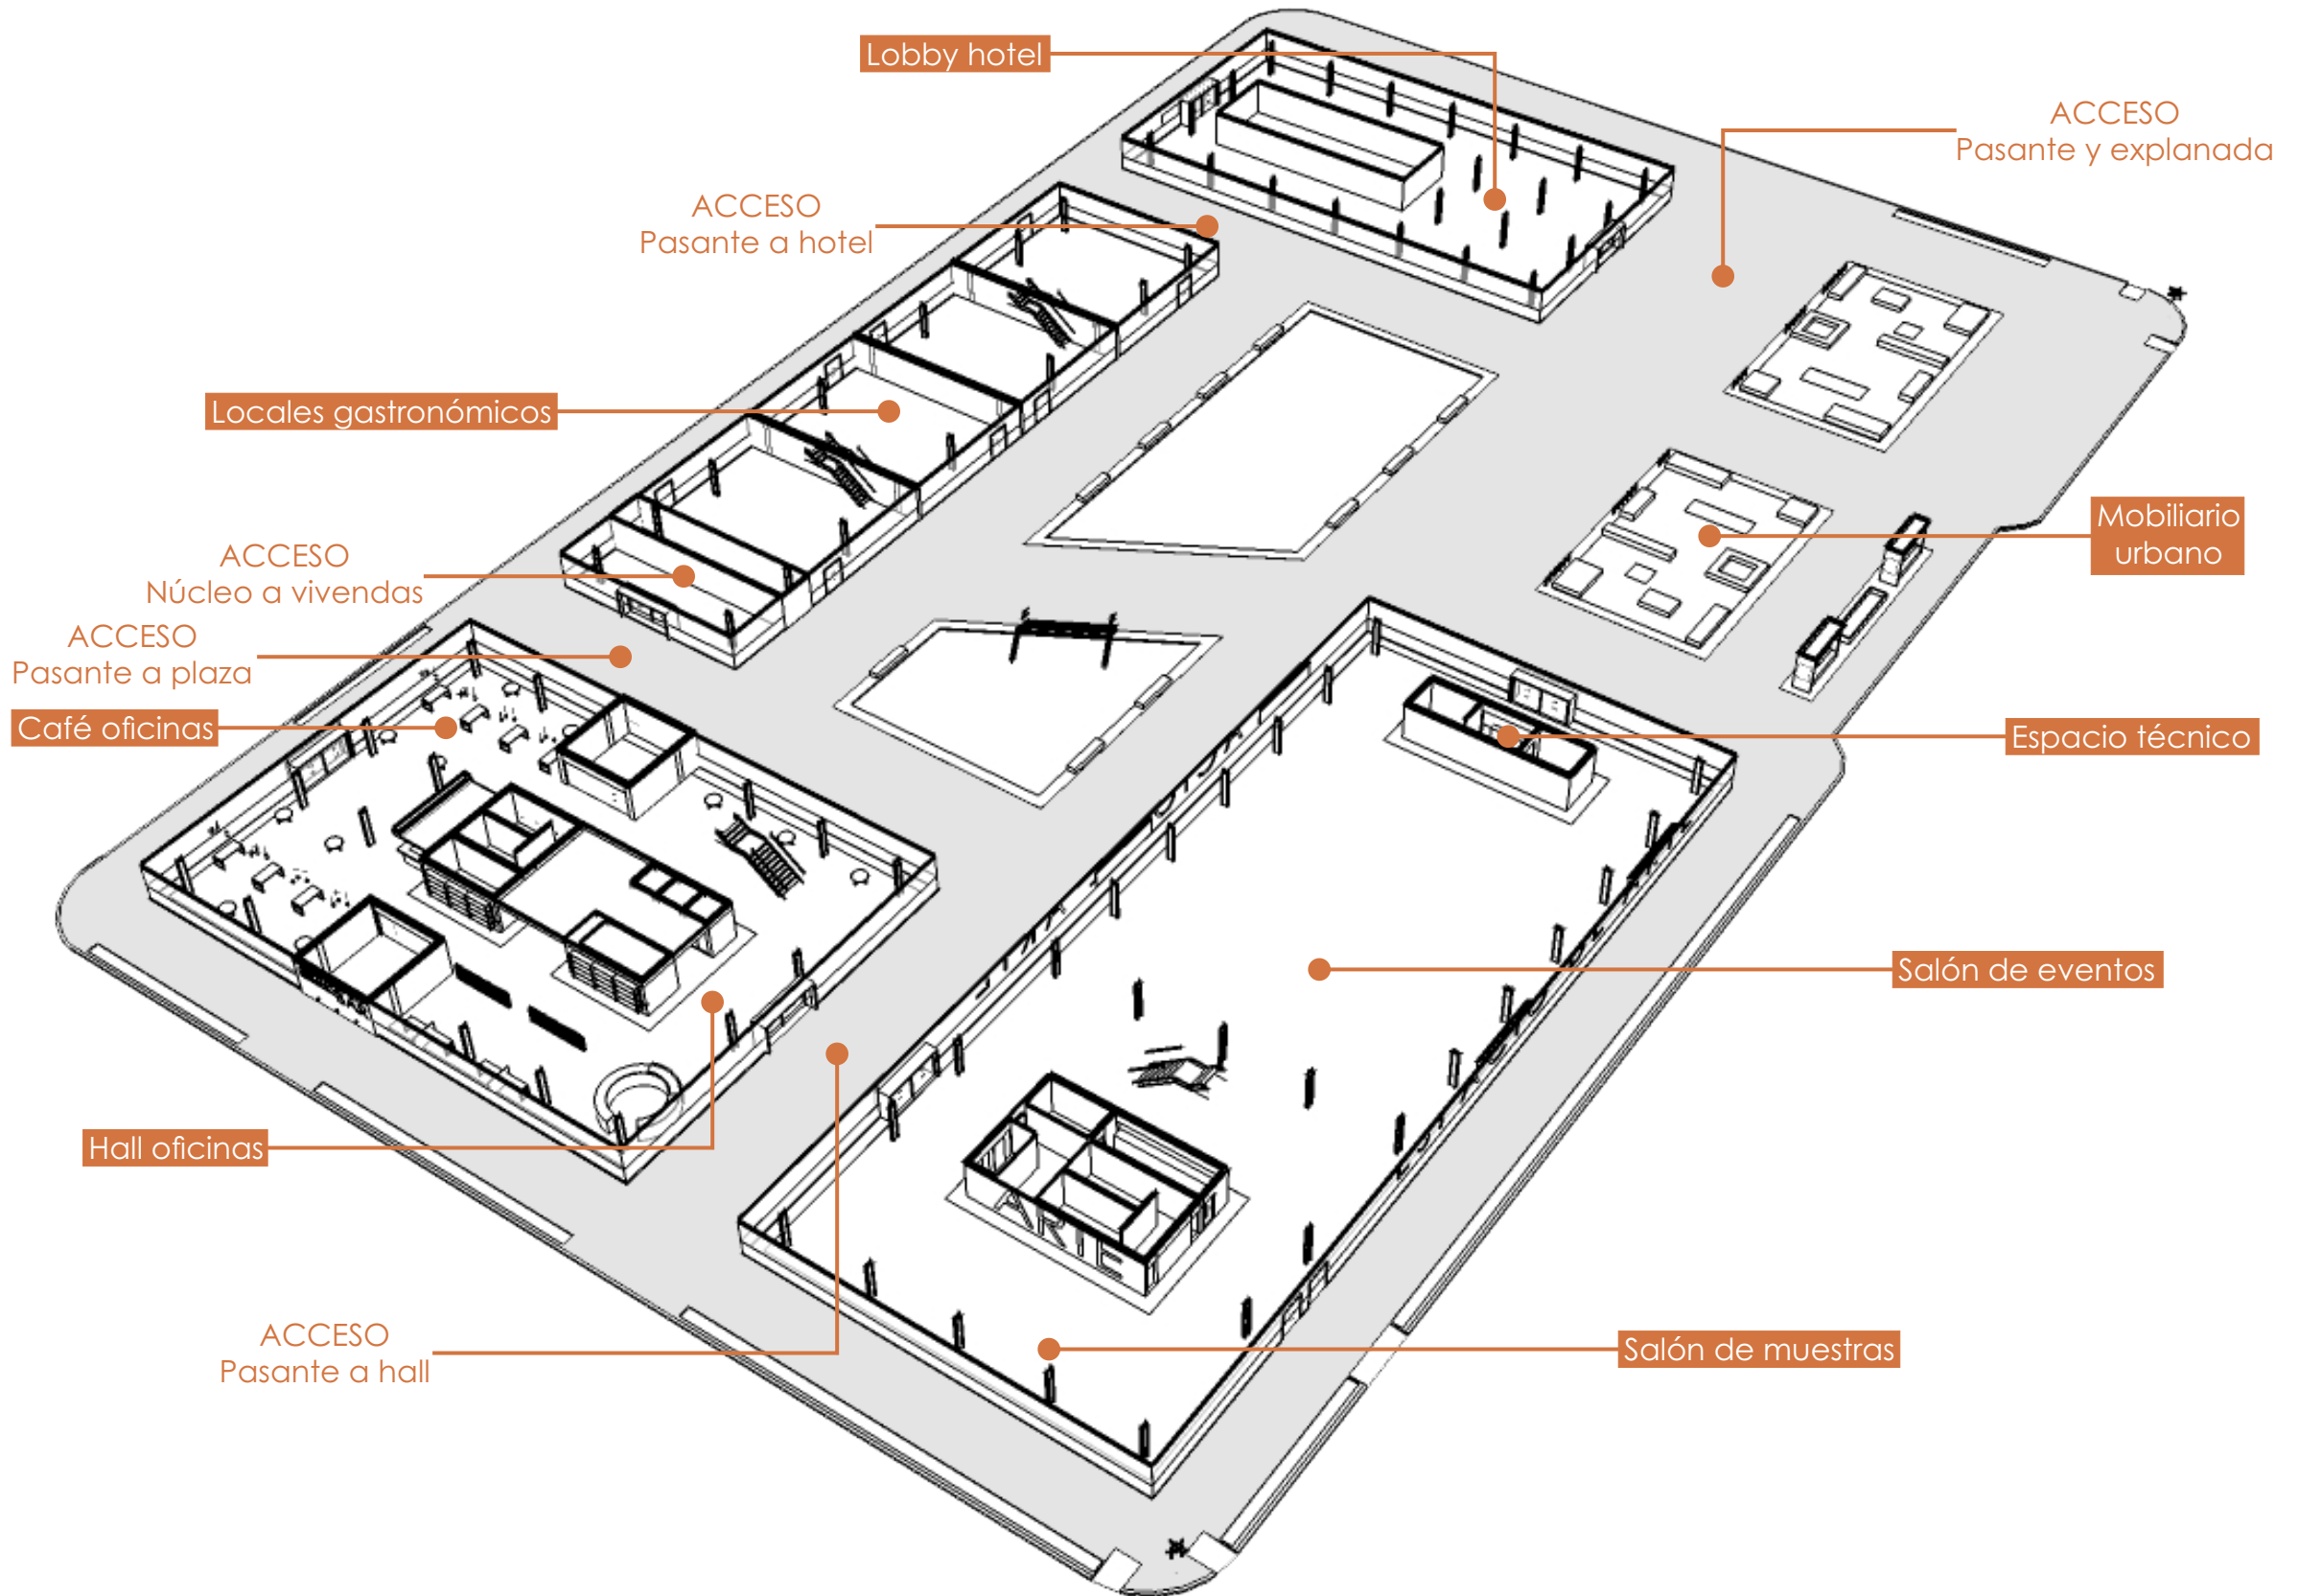 Lobby hotel
ACCESO
Pasante y explanada
ACCESO
Pasante a hotel
Locales gastronómicos
Mobiliario
urbano
ACCESO
Núcleo a vivendas
ACCESO
Pasante a plaza
Café oficinas
Espacio técnico
Salón de eventos
Hall oficinas
ARTE
ACCESO
Pasante a hall
Salón de muestras